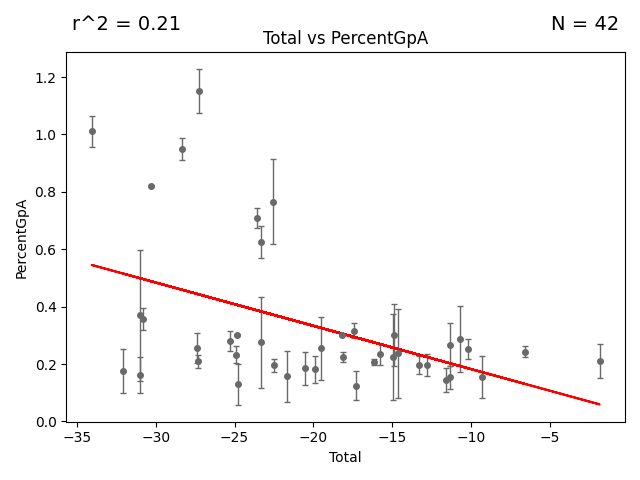 r^2 = 0.21
N = 42
Total vs PercentGpA
PercentGpA
1.2
1.0
0.8
0.6
0.4
0.2
0.0
−35
−30
−25
−20
−15
−10
−5
Total